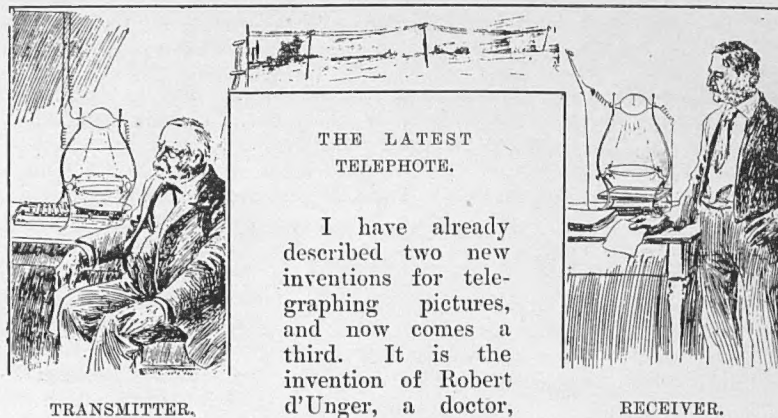 THE LATEST
TELEPHOTE.
I have already
described two new
inventions for tele-
graphing pictures,
and now comes a
third. It is the
invention of Robert
d'Unger, a doctor,
TRANSMITTER.
RECEIVER.